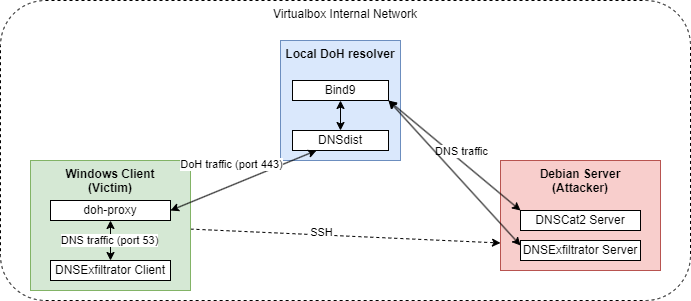 Virtualbox Internal Network
Local DoH resolver
Bind9
DNSdist
DoH traffic (port 443)
DNS traffic
Windows Client
(Victim)
doh-proxy
DNS traffic (port 53)
DNSExfiltrator Client
SSH
Debian Server
(Attacker)
DNSCat2 Server
DNSExfiltrator Server